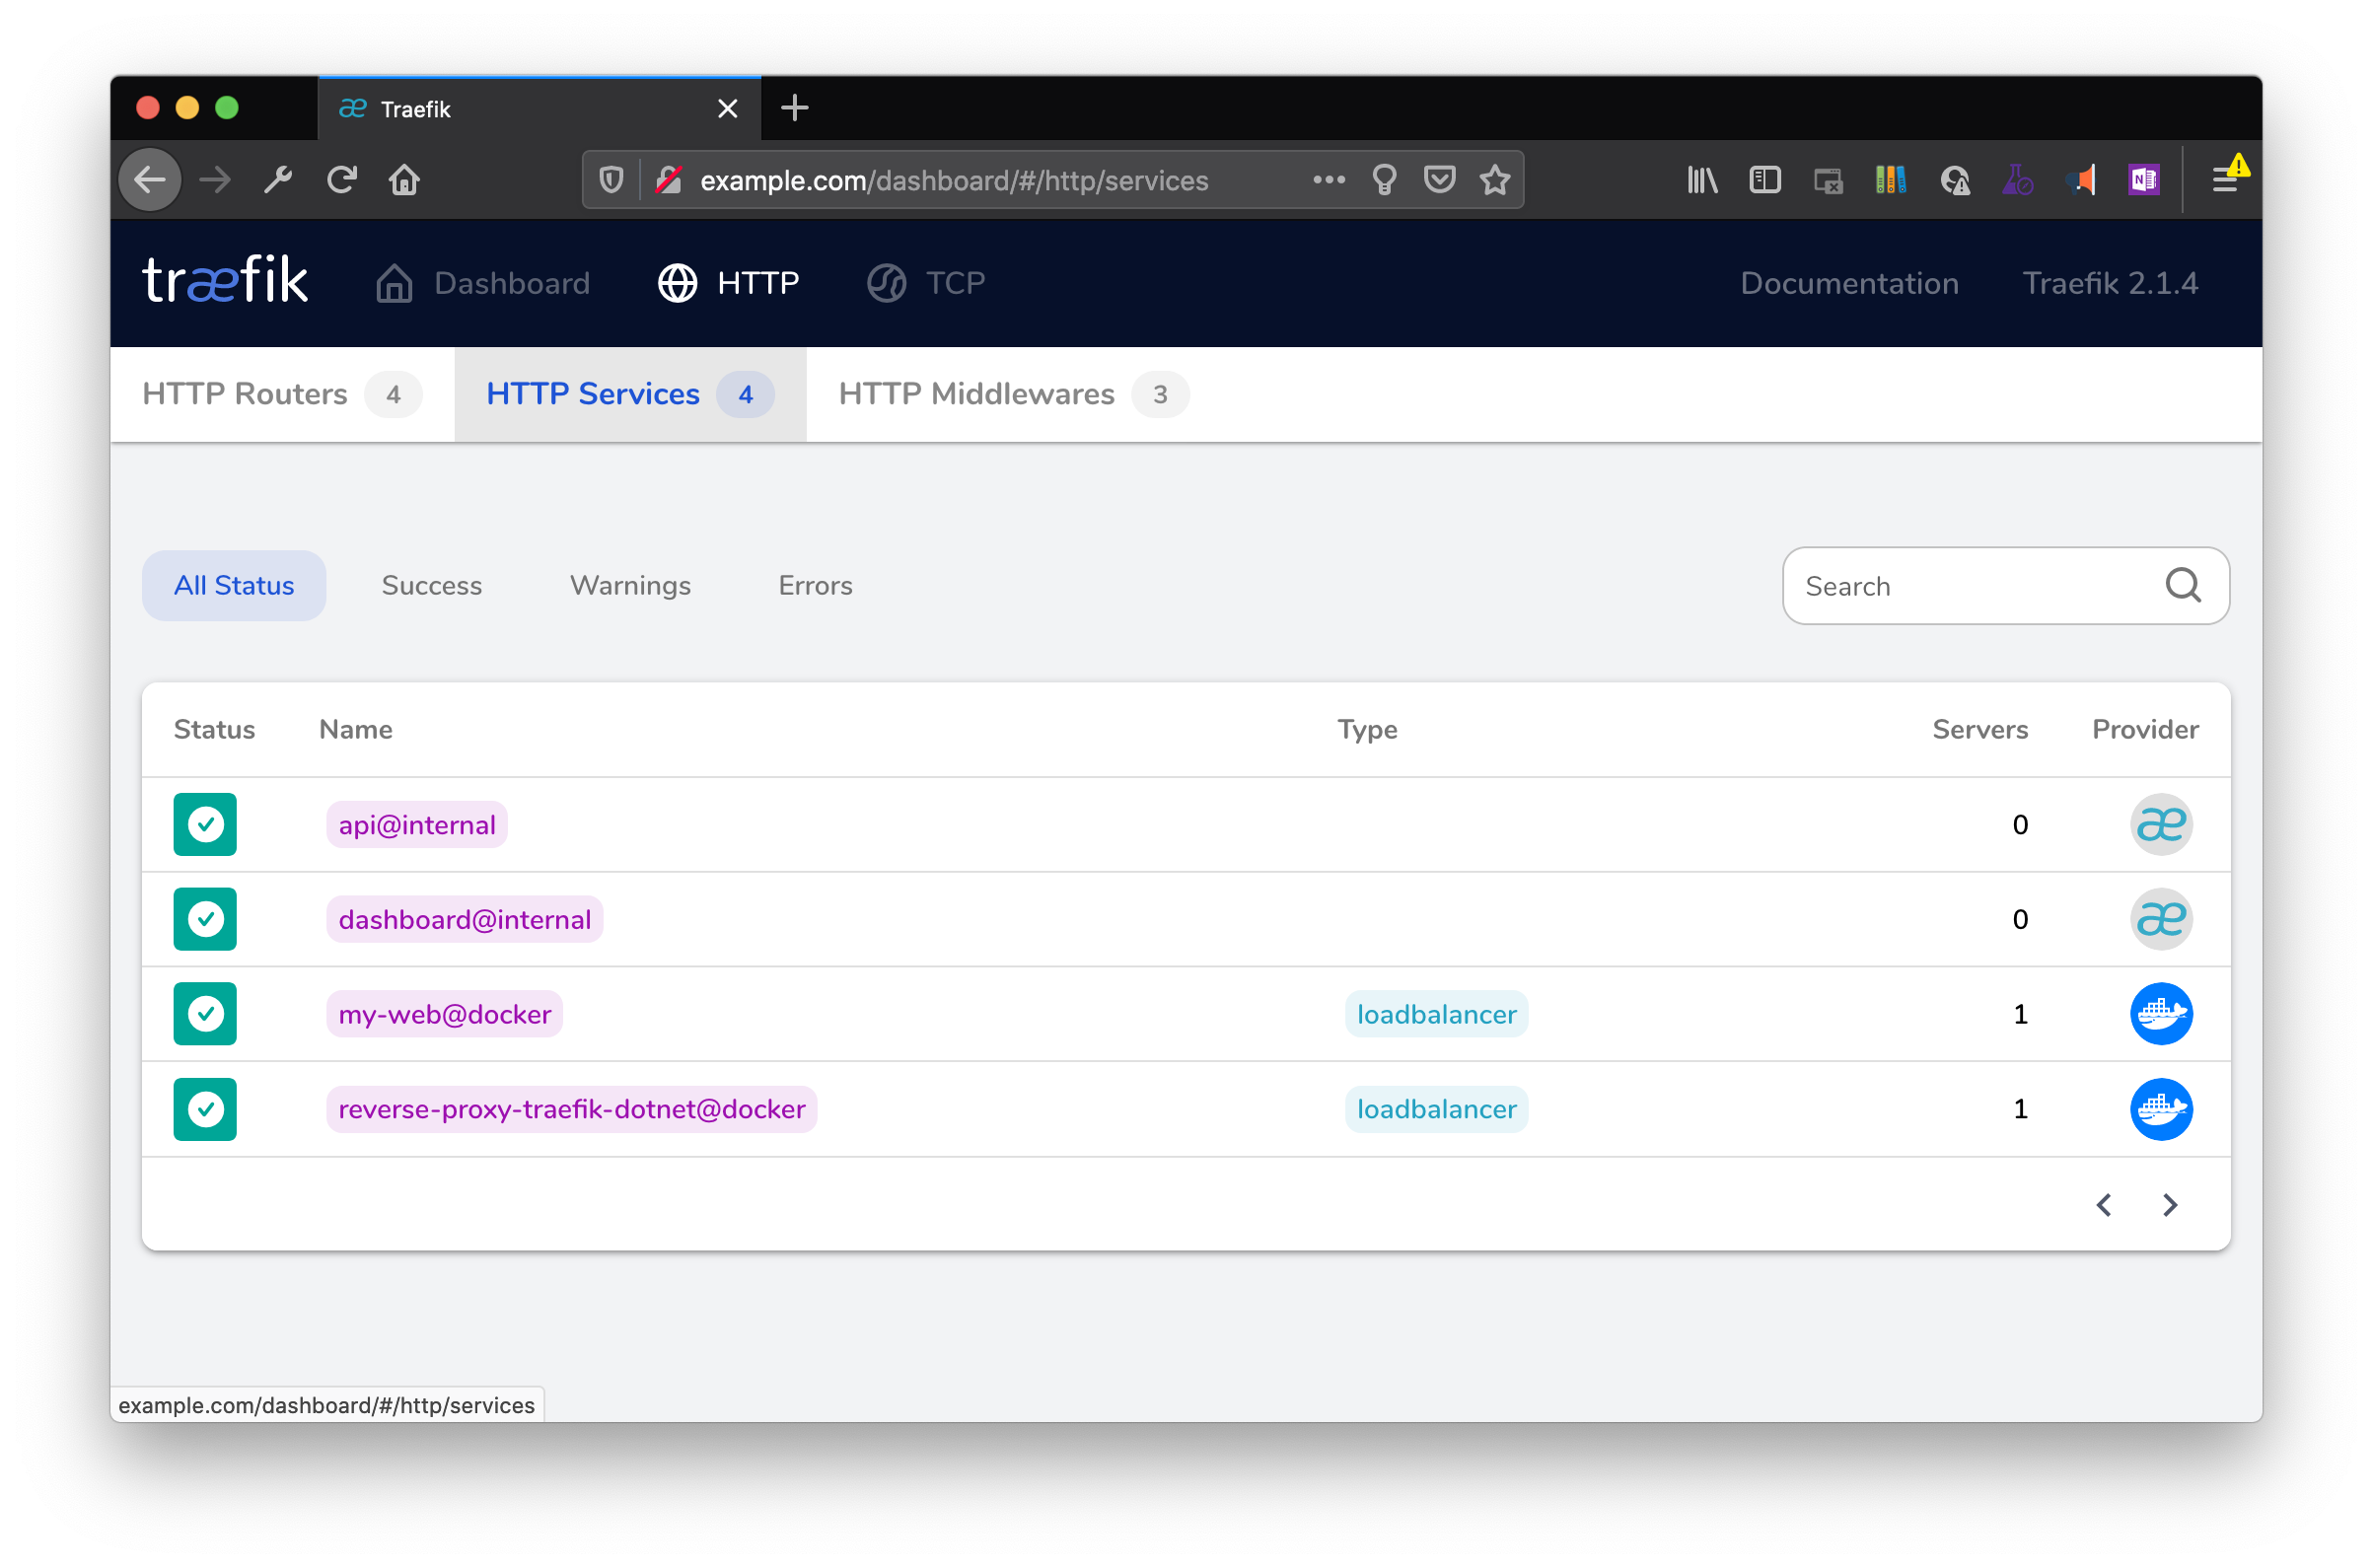 Traefik
example.com/dashboard/#/http/services
træfik Dashboard HTTP TCP Documentation Traefik 2.1.4
HTTP Routers 4 HTTP Services 4 HTTP Middlewares 3
All Status Success Warnings Errors Search
Status Name Type Servers Provider
api@internal 0
dashboard@internal 0
my-web@docker loadbalancer 1
reverse-proxy-traefik-dotnet@docker loadbalancer 1
example.com/dashboard/#/http/services